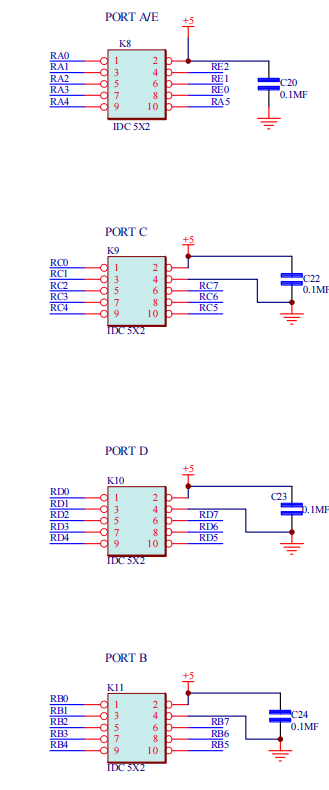 PORT A/E
+5
K8
RA0 1 2
RA1 3 4 RE2
RA2 5 6 RE1
RA3 7 8 RE0
RA4 9 10 RA5
IDC 5X2
C20
0.1MF
PORT C
+5
K9
RC0 1 2
RC1 3 4
RC2 5 6 RC7
RC3 7 8 RC6
RC4 9 10 RC5
IDC 5X2
C22
0.1MF
PORT D
+5
K10
RD0 1 2
RD1 3 4
RD2 5 6 RD7
RD3 7 8 RD6
RD4 9 10 RD5
IDC 5X2
C23
0.1MF
PORT B
+5
K11
RB0 1 2
RB1 3 4
RB2 5 6 RB7
RB3 7 8 RB6
RB4 9 10 RB5
IDC 5X2
C24
0.1MF